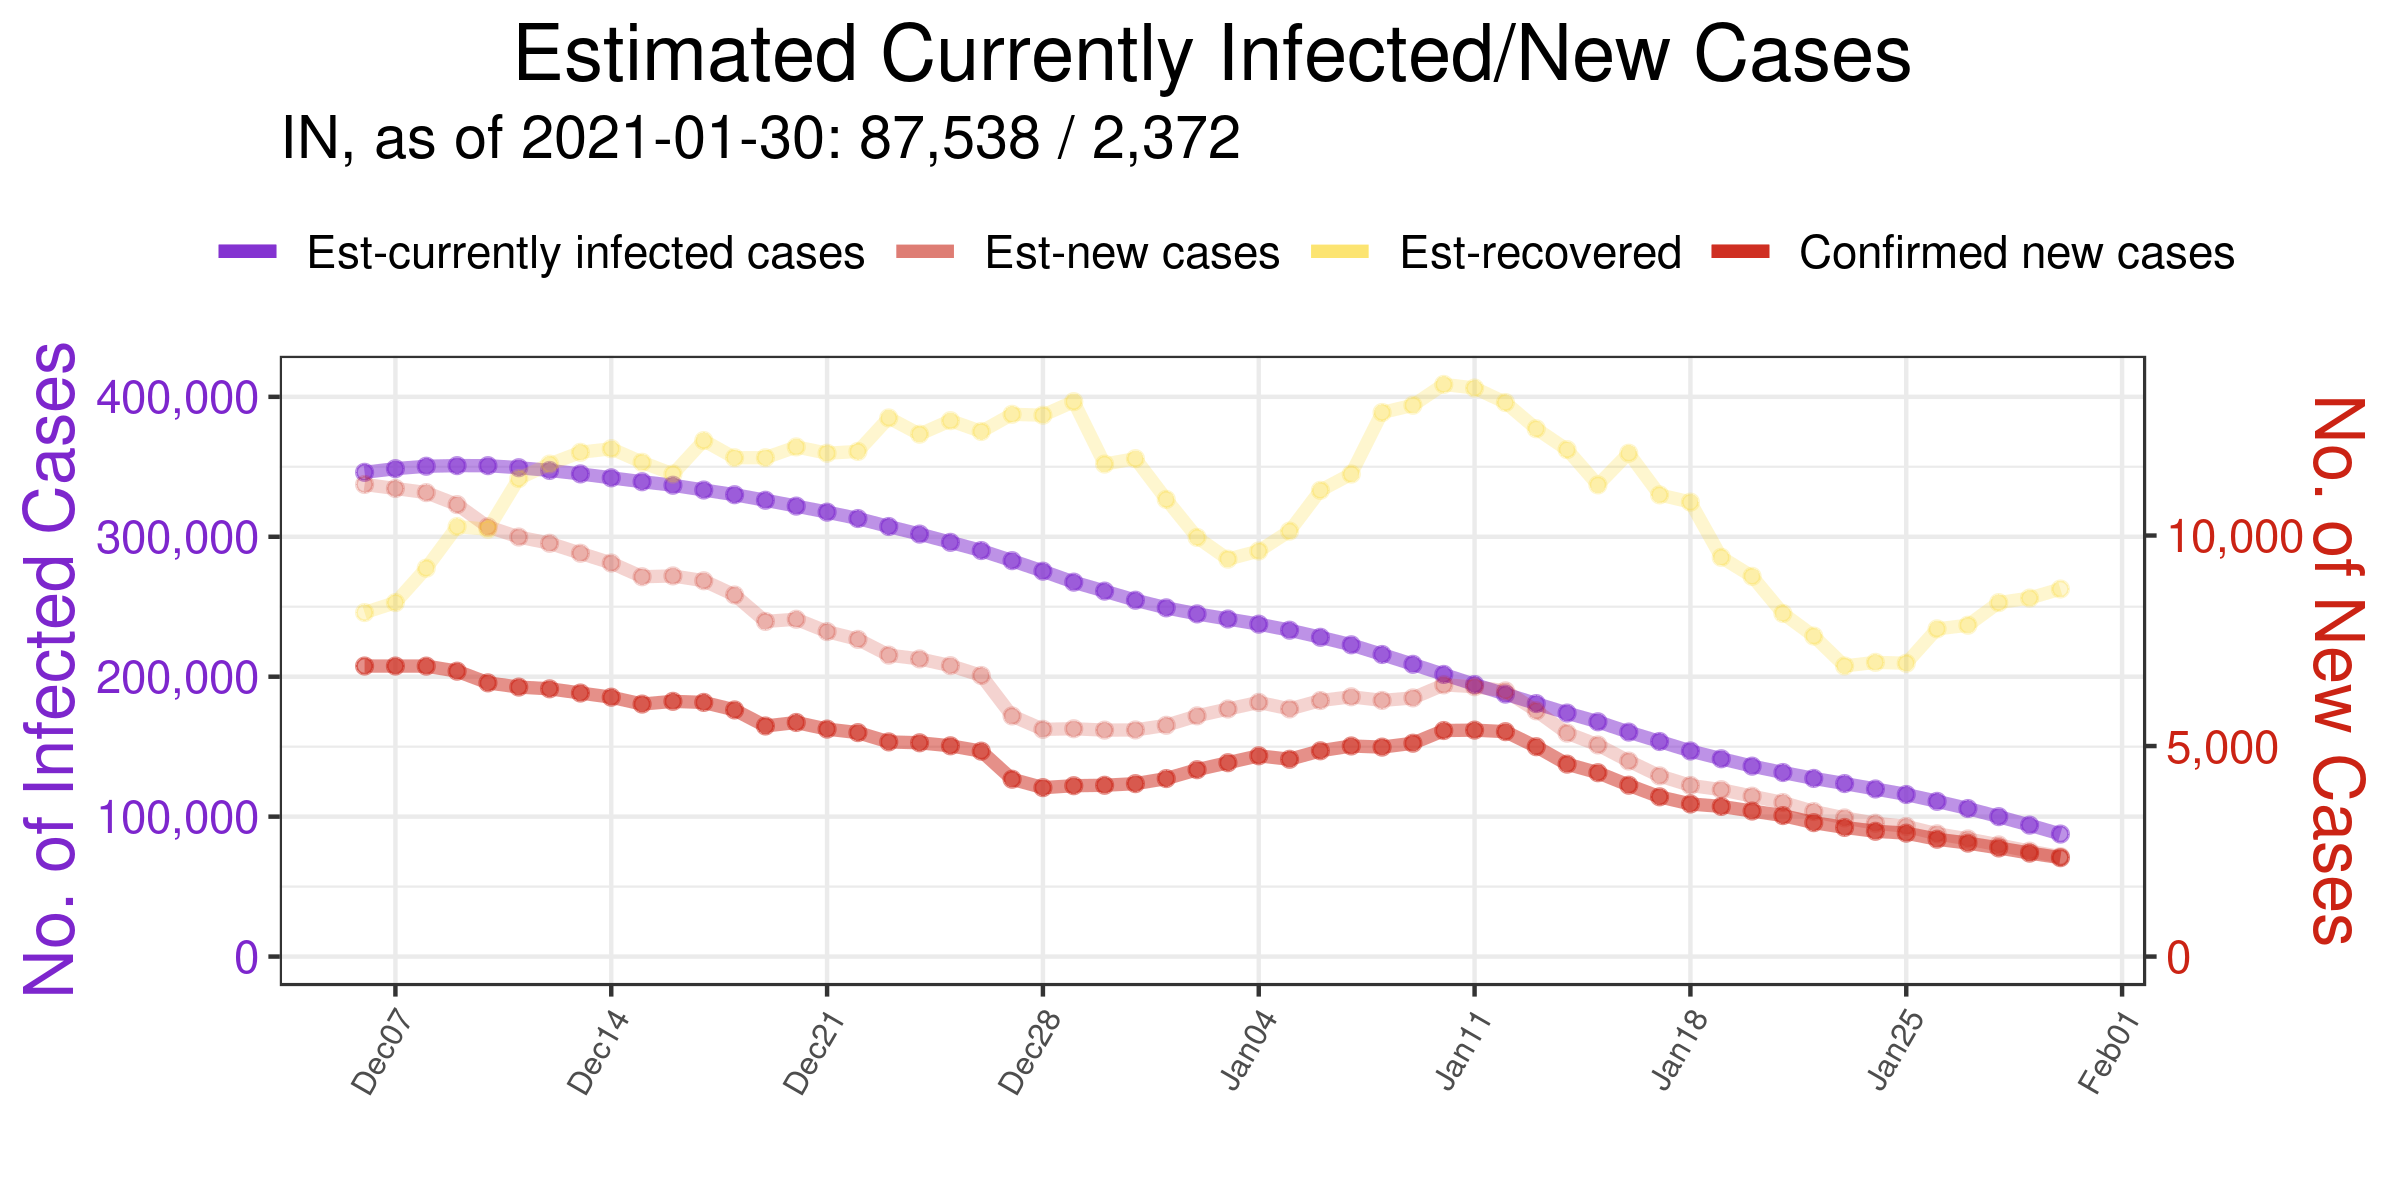 Estimated Currently Infected/New Cases
IN, as of 2021-01-30: 87,538 / 2,372
Est-currently infected cases Est-new cases Est-recovered Confirmed new cases
No. of Infected Cases
400,000
300,000
200,000
100,000
0
10,000
5,000
0
No. of New Cases
Dec07 Dec14 Dec21 Dec28 Jan04 Jan11 Jan18 Jan25 Feb01